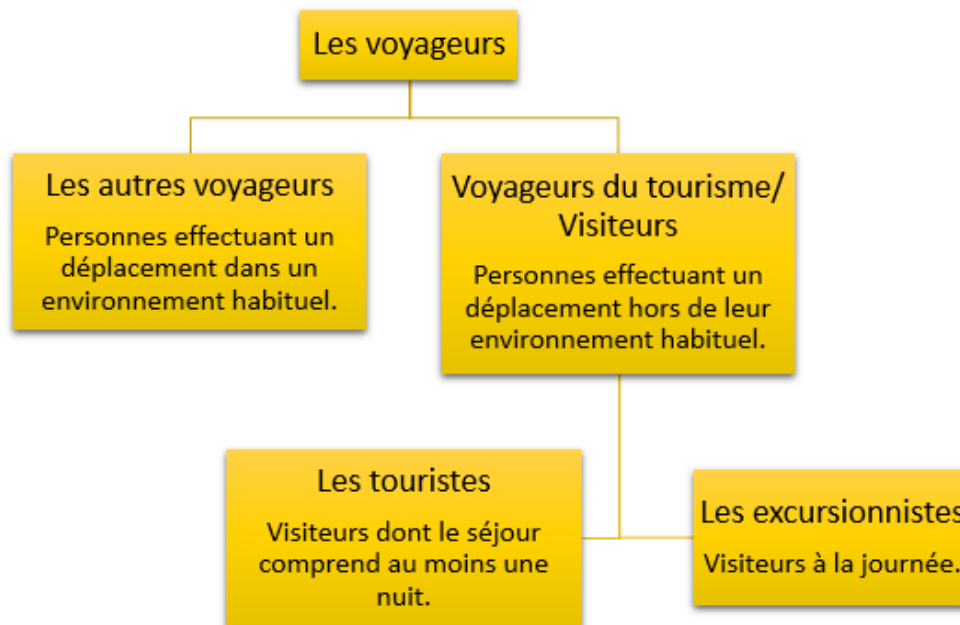 Les voyageurs
Les autres voyageurs
Personnes effectuant un
déplacement dans un
environnement habituel.
Voyageurs du tourisme/
Visiteurs
Personnes effectuant un
déplacement hors de leur
environnement habituel.
Les touristes
Visiteurs dont le séjour
comprend au moins une
nuit.
Les excursionnistes
Visiteurs à la journée.